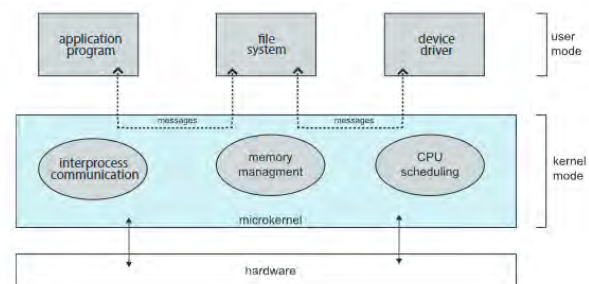 application
program
file
system
device
driver
user
mode
messages
messages
interprocess
communication
memory
managment
CPU
scheduling
kernel
mode
microkernel
hardware